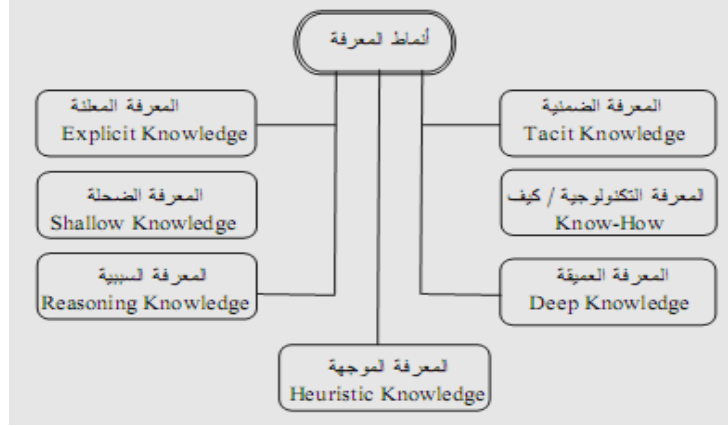 أنماط المعرفة
المعرفة الضمنية
Tacit Knowledge
المعرفة المعلنة
Explicit Knowledge
المعرفة التكنولوجية / كيف
Know-How
المعرفة الضحلة
Shallow Knowledge
المعرفة العميقة
Deep Knowledge
المعرفة السببية
Reasoning Knowledge
المعرفة الموجهة
Heuristic Knowledge